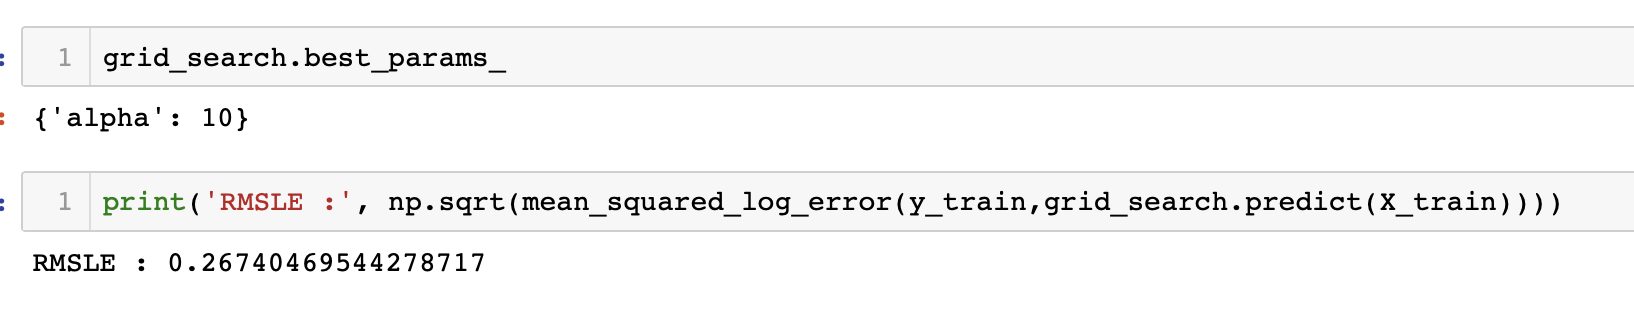 1 grid_search.best_params_
{'alpha': 10}
1 print('RMSLE :', np.sqrt(mean_squared_log_error(y_train,grid_search.predict(X_train))))
RMSLE : 0.26740469544278717